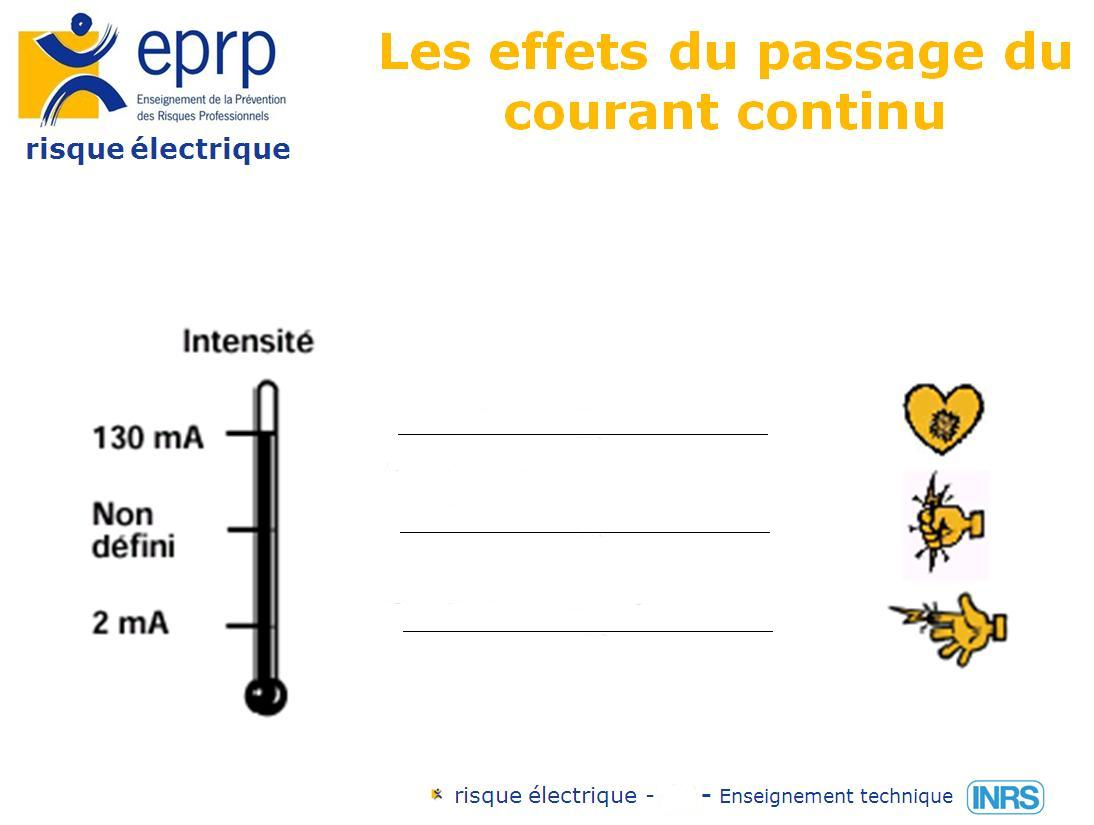 eprp
Enseignement de la Prévention
des Risques Professionnels
risque électrique
Les effets du passage du
courant continu
Intensité
130 mA
Non
défini
2 mA
risque électrique - - Enseignement technique
INRS